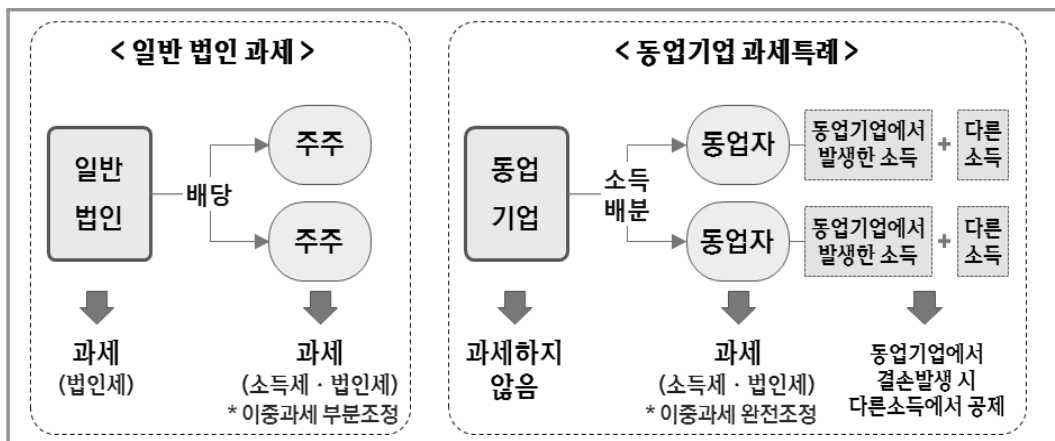 < 일반 법인 과세 >
일반
법인
배당
주주
주주
과세
(법인세)
과세
(소득세 · 법인세)
* 이중과세 부분조정
< 동업기업 과세특례 >
동업
기업
소득
배분
동업자
동업기업에서
발생한 소득
+
다른
소득
동업자
동업기업에서
발생한 소득
+
다른
소득
과세하지
않음
과세
(소득세 · 법인세)
* 이중과세 완전조정
동업기업에서
결손발생 시
다른소득에서 공제